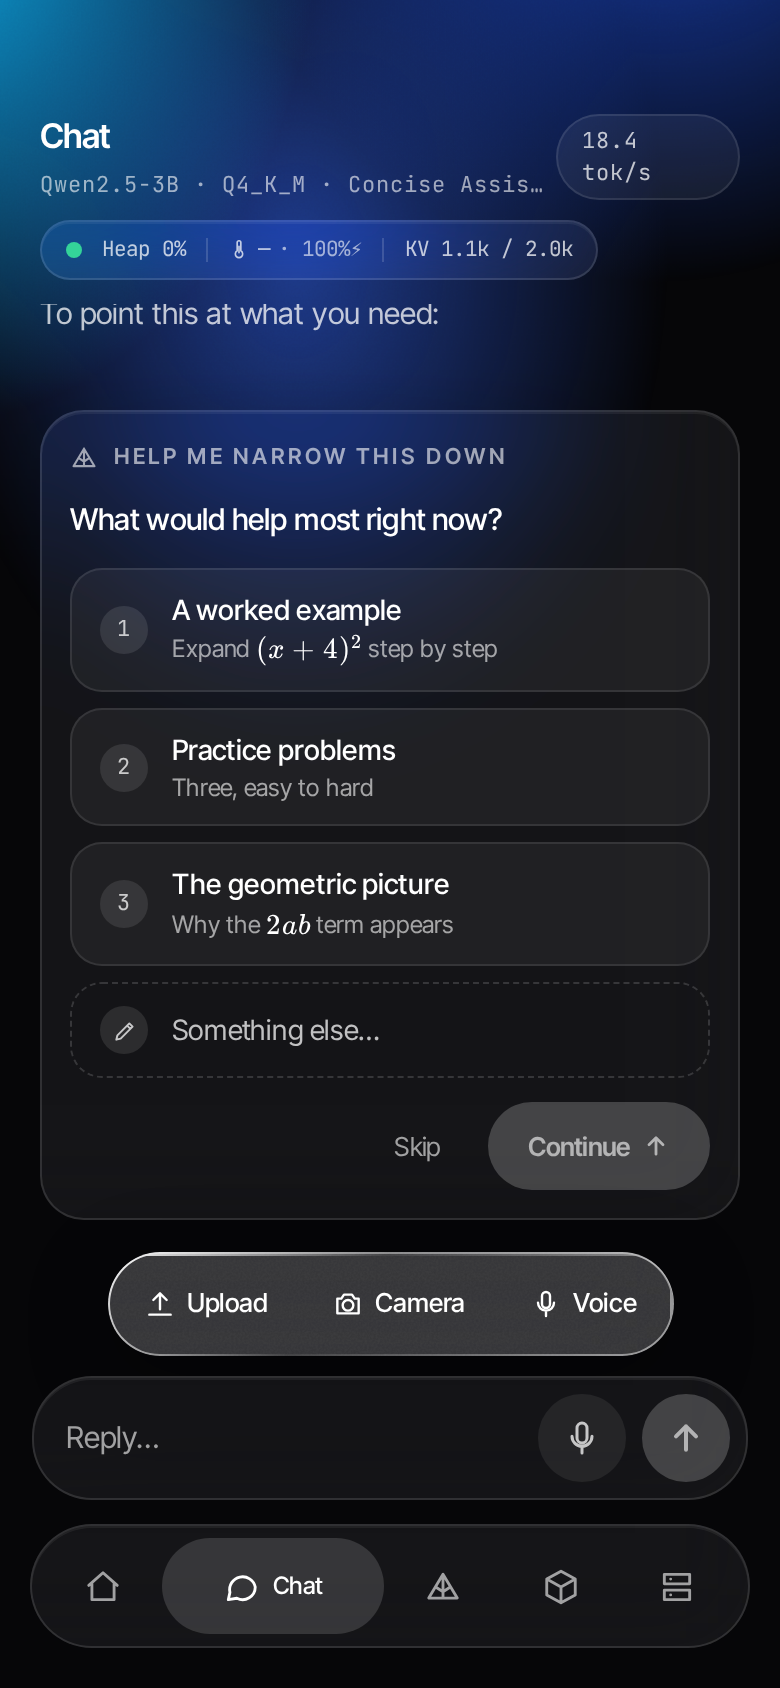 Chat
Qwen2.5-3B · Q4_K_M · Concise Assis…
18.4
tok/s
Heap 0% | — · 100%⚡ | KV 1.1k / 2.0k
To point this at what you need:
HELP ME NARROW THIS DOWN
What would help most right now?
1
A worked example
Expand (x + 4)² step by step
2
Practice problems
Three, easy to hard
3
The geometric picture
Why the 2ab term appears
Something else…
Skip
Continue ↑
Upload
Camera
Voice
Reply…
Chat